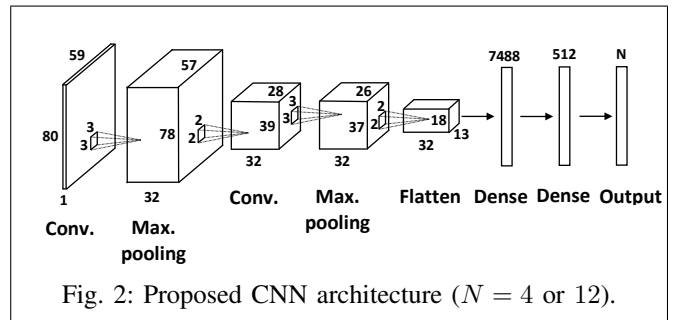 59
80
3
3
1
Conv.
57
78
2
2
32
Max.
pooling
28
39
3
3
32
Conv.
26
37
2
2
32
Max.
pooling
18
13
32
Flatten
7488
Dense
512
Dense
N
Output
Fig. 2: Proposed CNN architecture (N = 4 or 12).